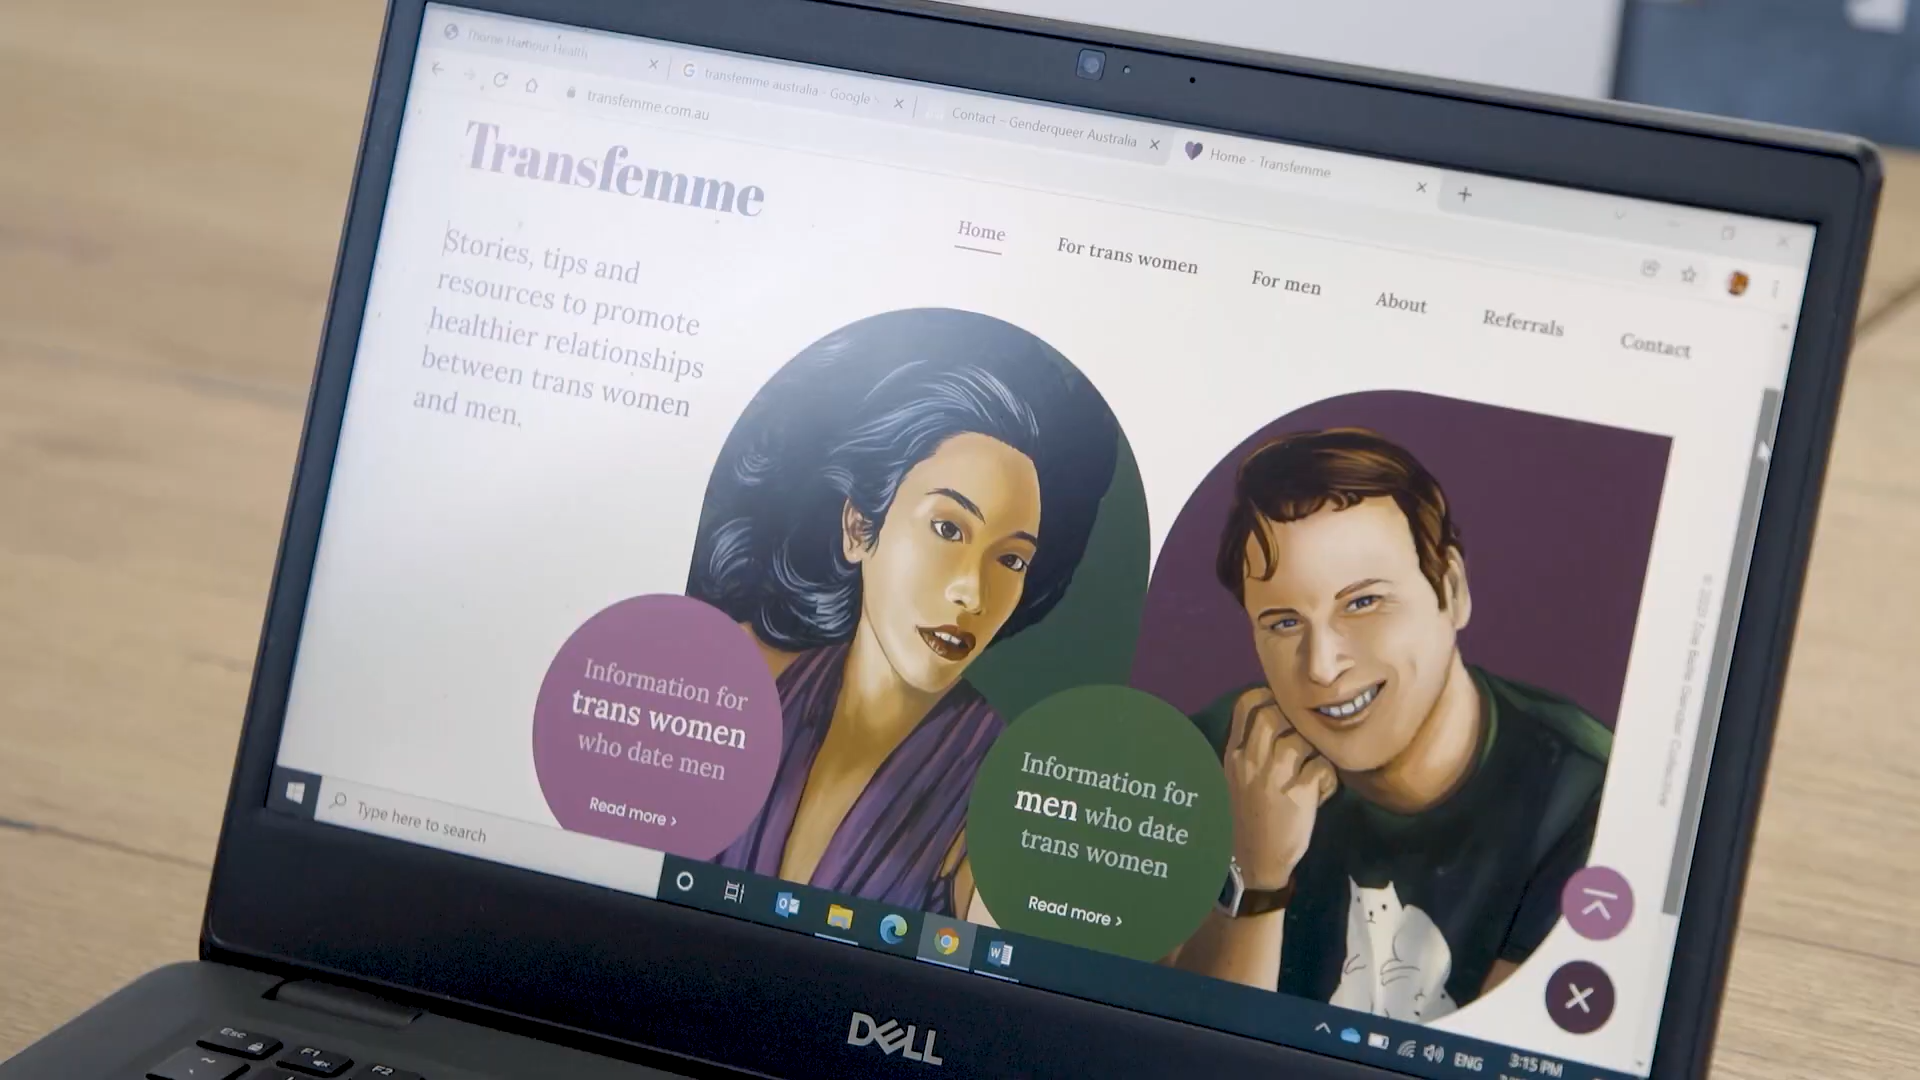 Thorne Harbour Health
transfemme australia - Google
Contact – Genderqueer Australia
Home - Transfemme
transfemme.com.au
Transfemme
Home
For trans women
For men
About
Referrals
Contact
Stories, tips and
resources to promote
healthier relationships
between trans women
and men.
Information for
trans women
who date men
Read more >
Information for
men who date
trans women
Read more >
Type here to search
ENG
3:15 PM
DELL
Esc
F1
F2